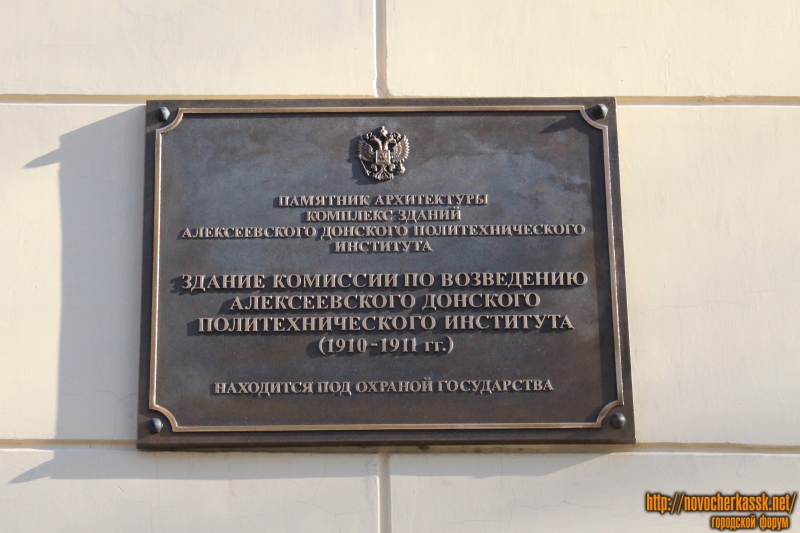 ПАМЯТНИК АРХИТЕКТУРЫ
КОМПЛЕКС ЗДАНИЙ
АЛЕКСЕЕВСКОГО ДОНСКОГО ПОЛИТЕХНИЧЕСКОГО
ИНСТИТУТА
ЗДАНИЕ КОМИССИИ ПО ВОЗВЕДЕНИЮ
АЛЕКСЕЕВСКОГО ДОНСКОГО
ПОЛИТЕХНИЧЕСКОГО ИНСТИТУТА
(1910-1911 гг.)
НАХОДИТСЯ ПОД ОХРАНОЙ ГОСУДАРСТВА
http://novocherkassk.net/
городской форум